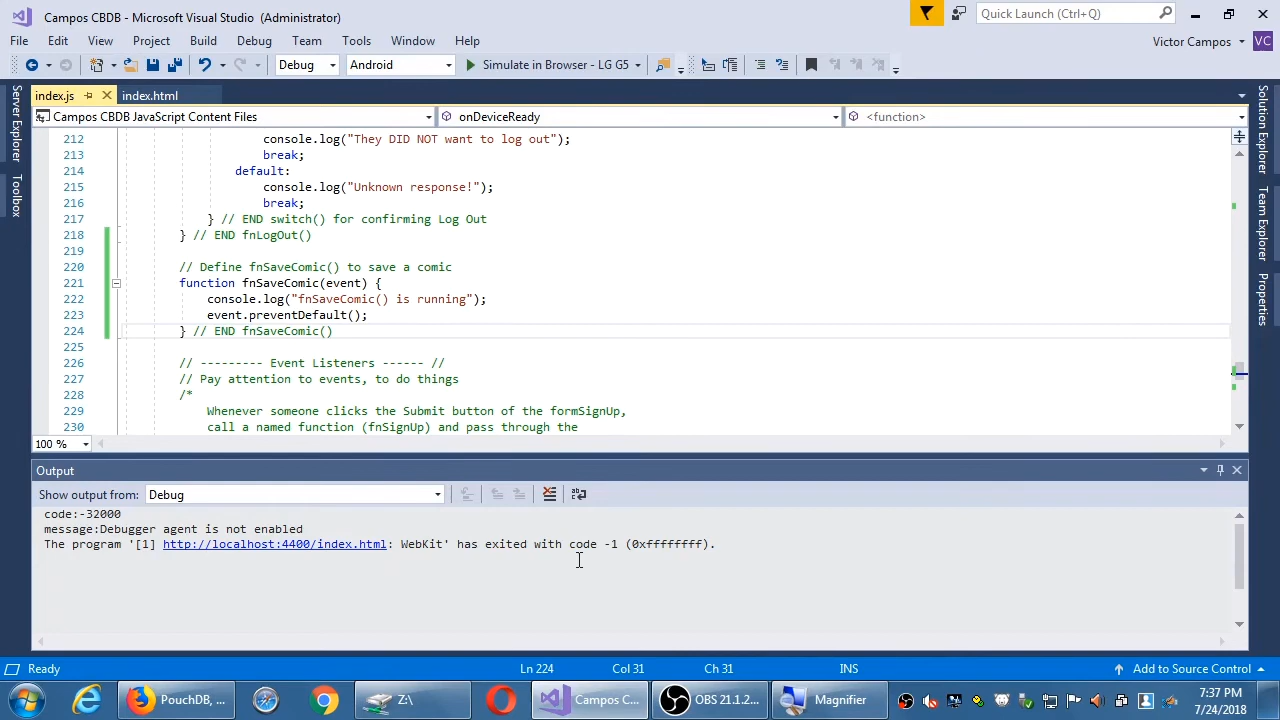 Campos CBDB - Microsoft Visual Studio (Administrator)
Quick Launch (Ctrl+Q)
File Edit View Project Build Debug Team Tools Window Help
Victor Campos VC
Debug Android Simulate in Browser - LG G5
index.js index.html
Campos CBDB JavaScript Content Files onDeviceReady <function>
Server Explorer
Toolbox
Solution Explorer
Team Explorer
Properties
212 console.log("They DID NOT want to log out");
213 break;
214 default:
215 console.log("Unknown response!");
216 break;
217 } // END switch() for confirming Log Out
218 } // END fnLogOut()
219
220 // Define fnSaveComic() to save a comic
221 function fnSaveComic(event) {
222 console.log("fnSaveComic() is running");
223 event.preventDefault();
224 } // END fnSaveComic()
225
226 // --------- Event Listeners ------ //
227 // Pay attention to events, to do things
228 /*
229 Whenever someone clicks the Submit button of the formSignUp,
230 call a named function (fnSignUp) and pass through the
100 %
Output
Show output from: Debug
code:-32000
message:Debugger agent is not enabled
The program '[1] http://localhost:4400/index.html: WebKit' has exited with code -1 (0xffffffff).
Ready Ln 224 Col 31 Ch 31 INS Add to Source Control
PouchDB, ... Z:\ Campos C... OBS 21.1.2... Magnifier
7:37 PM
7/24/2018